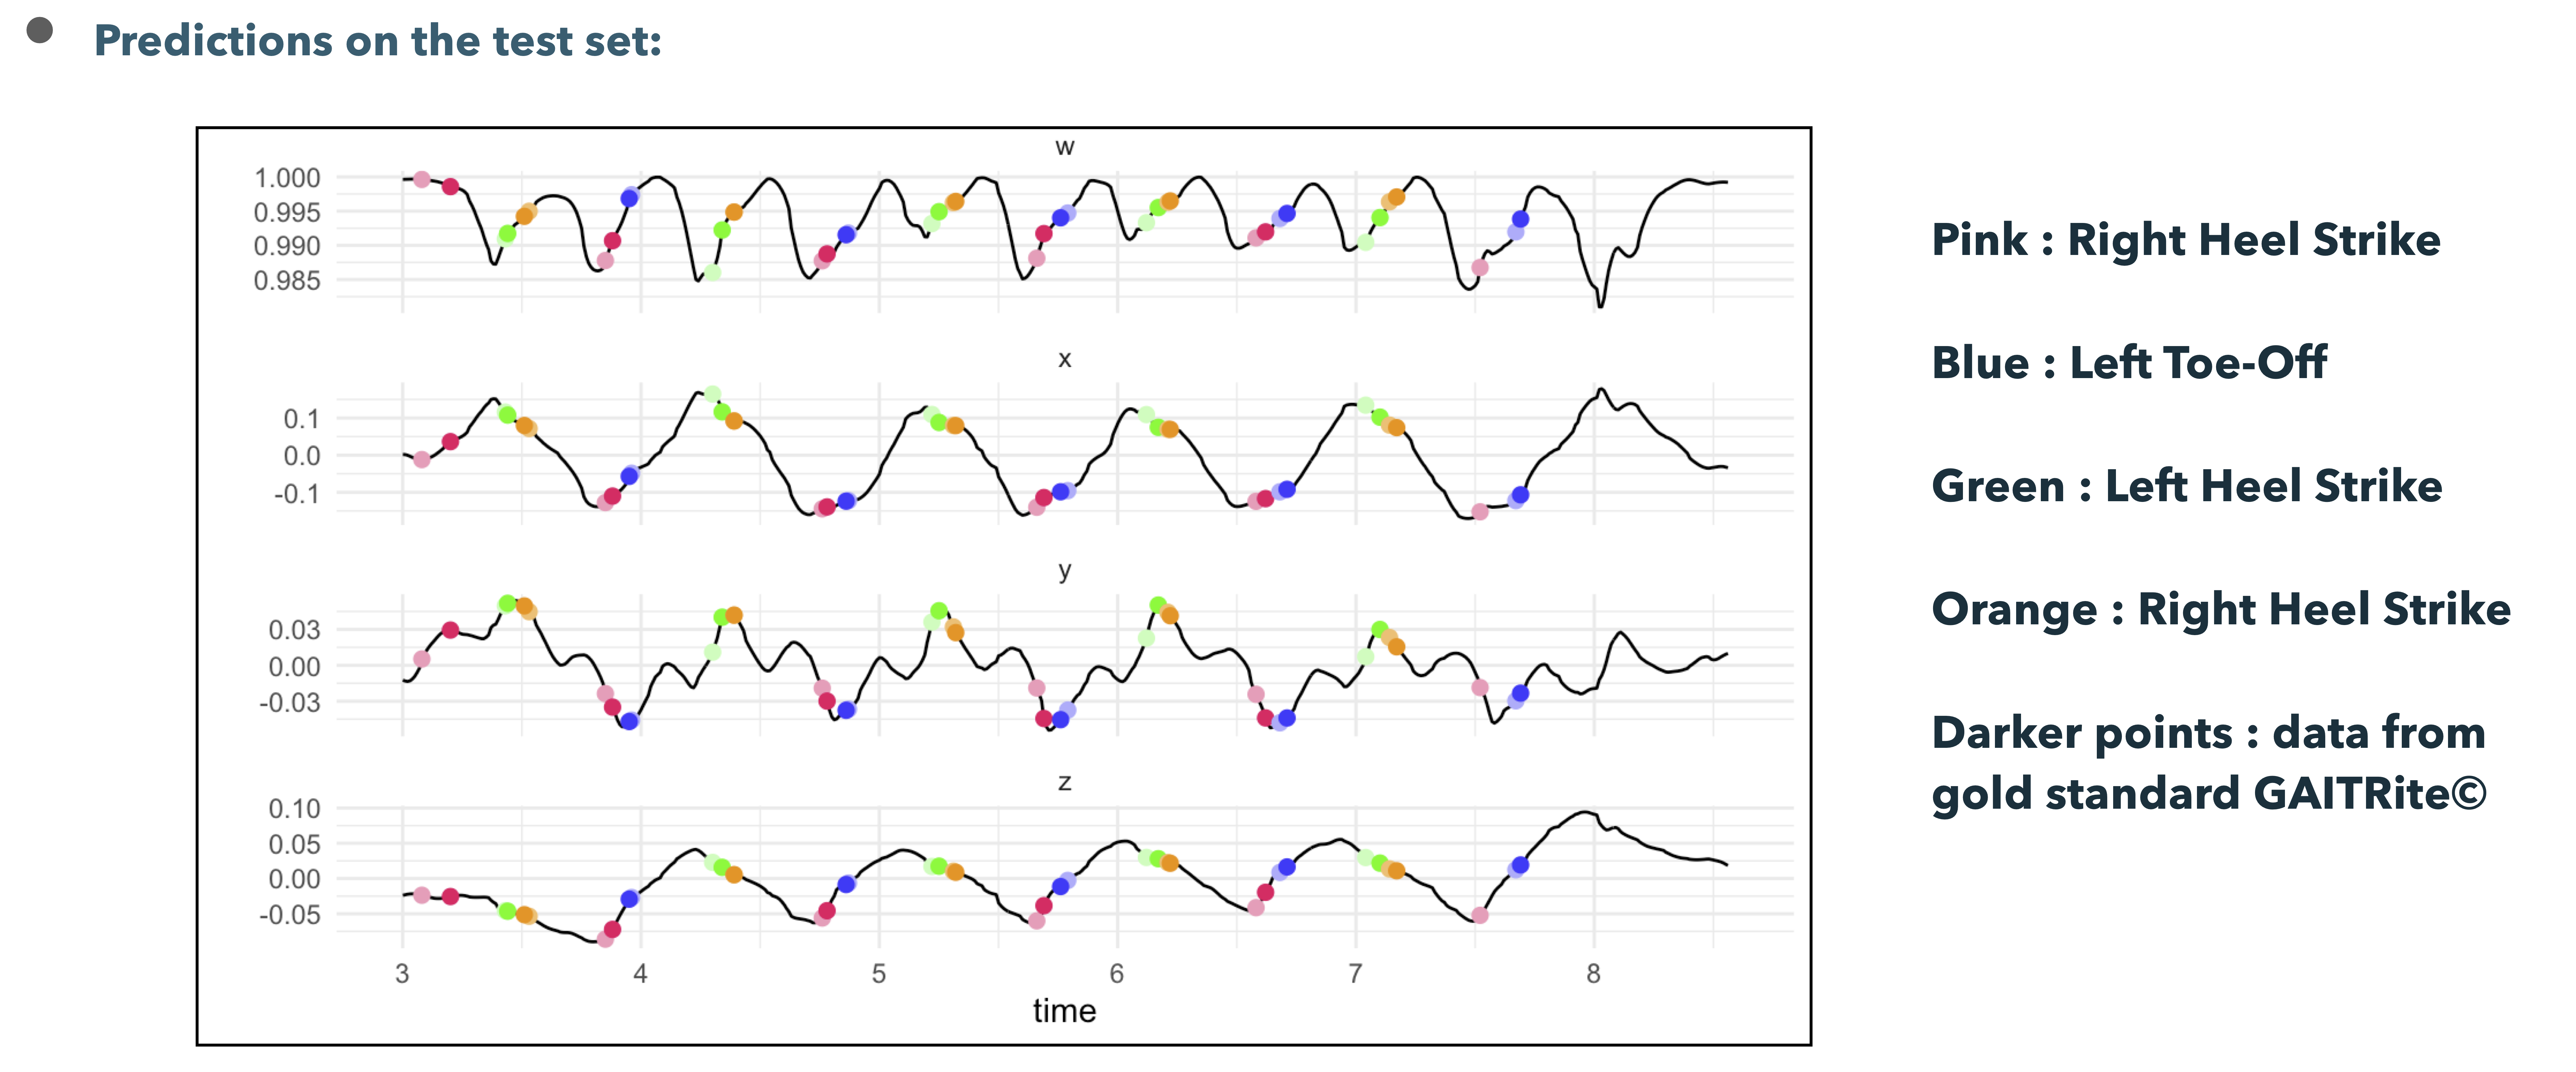 Predictions on the test set:
w
1.000
0.995
0.990
0.985
x
0.1
0.0
-0.1
y
0.03
0.00
-0.03
z
0.10
0.05
0.00
-0.05
3 4 5 6 7 8
time
Pink : Right Heel Strike
Blue : Left Toe-Off
Green : Left Heel Strike
Orange : Right Heel Strike
Darker points : data from
gold standard GAITRite©